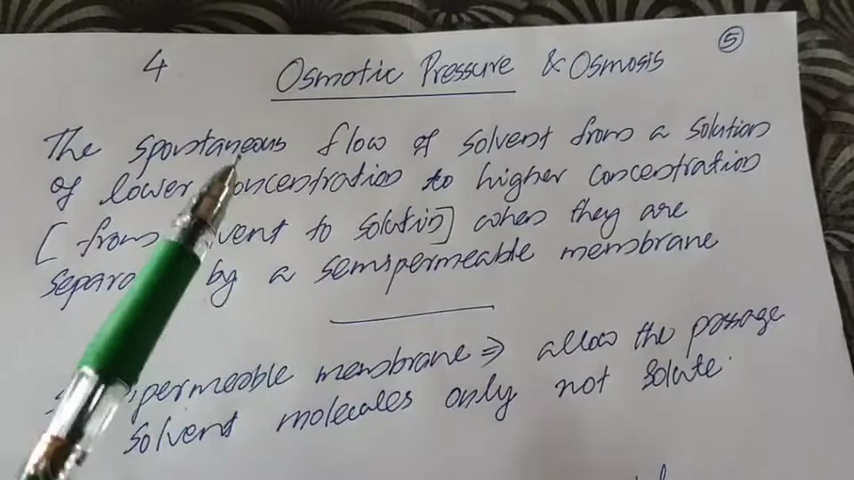 4 Osmotic Pressure & Osmosis ⑤
The spontaneous flow of solvent from a solution
of lower concentration to higher concentration
[from solvent to solution] when they are
separa by a semipermeable membrane
permeable membrane ⇒ allow the passage
solvent molecules only not solute.